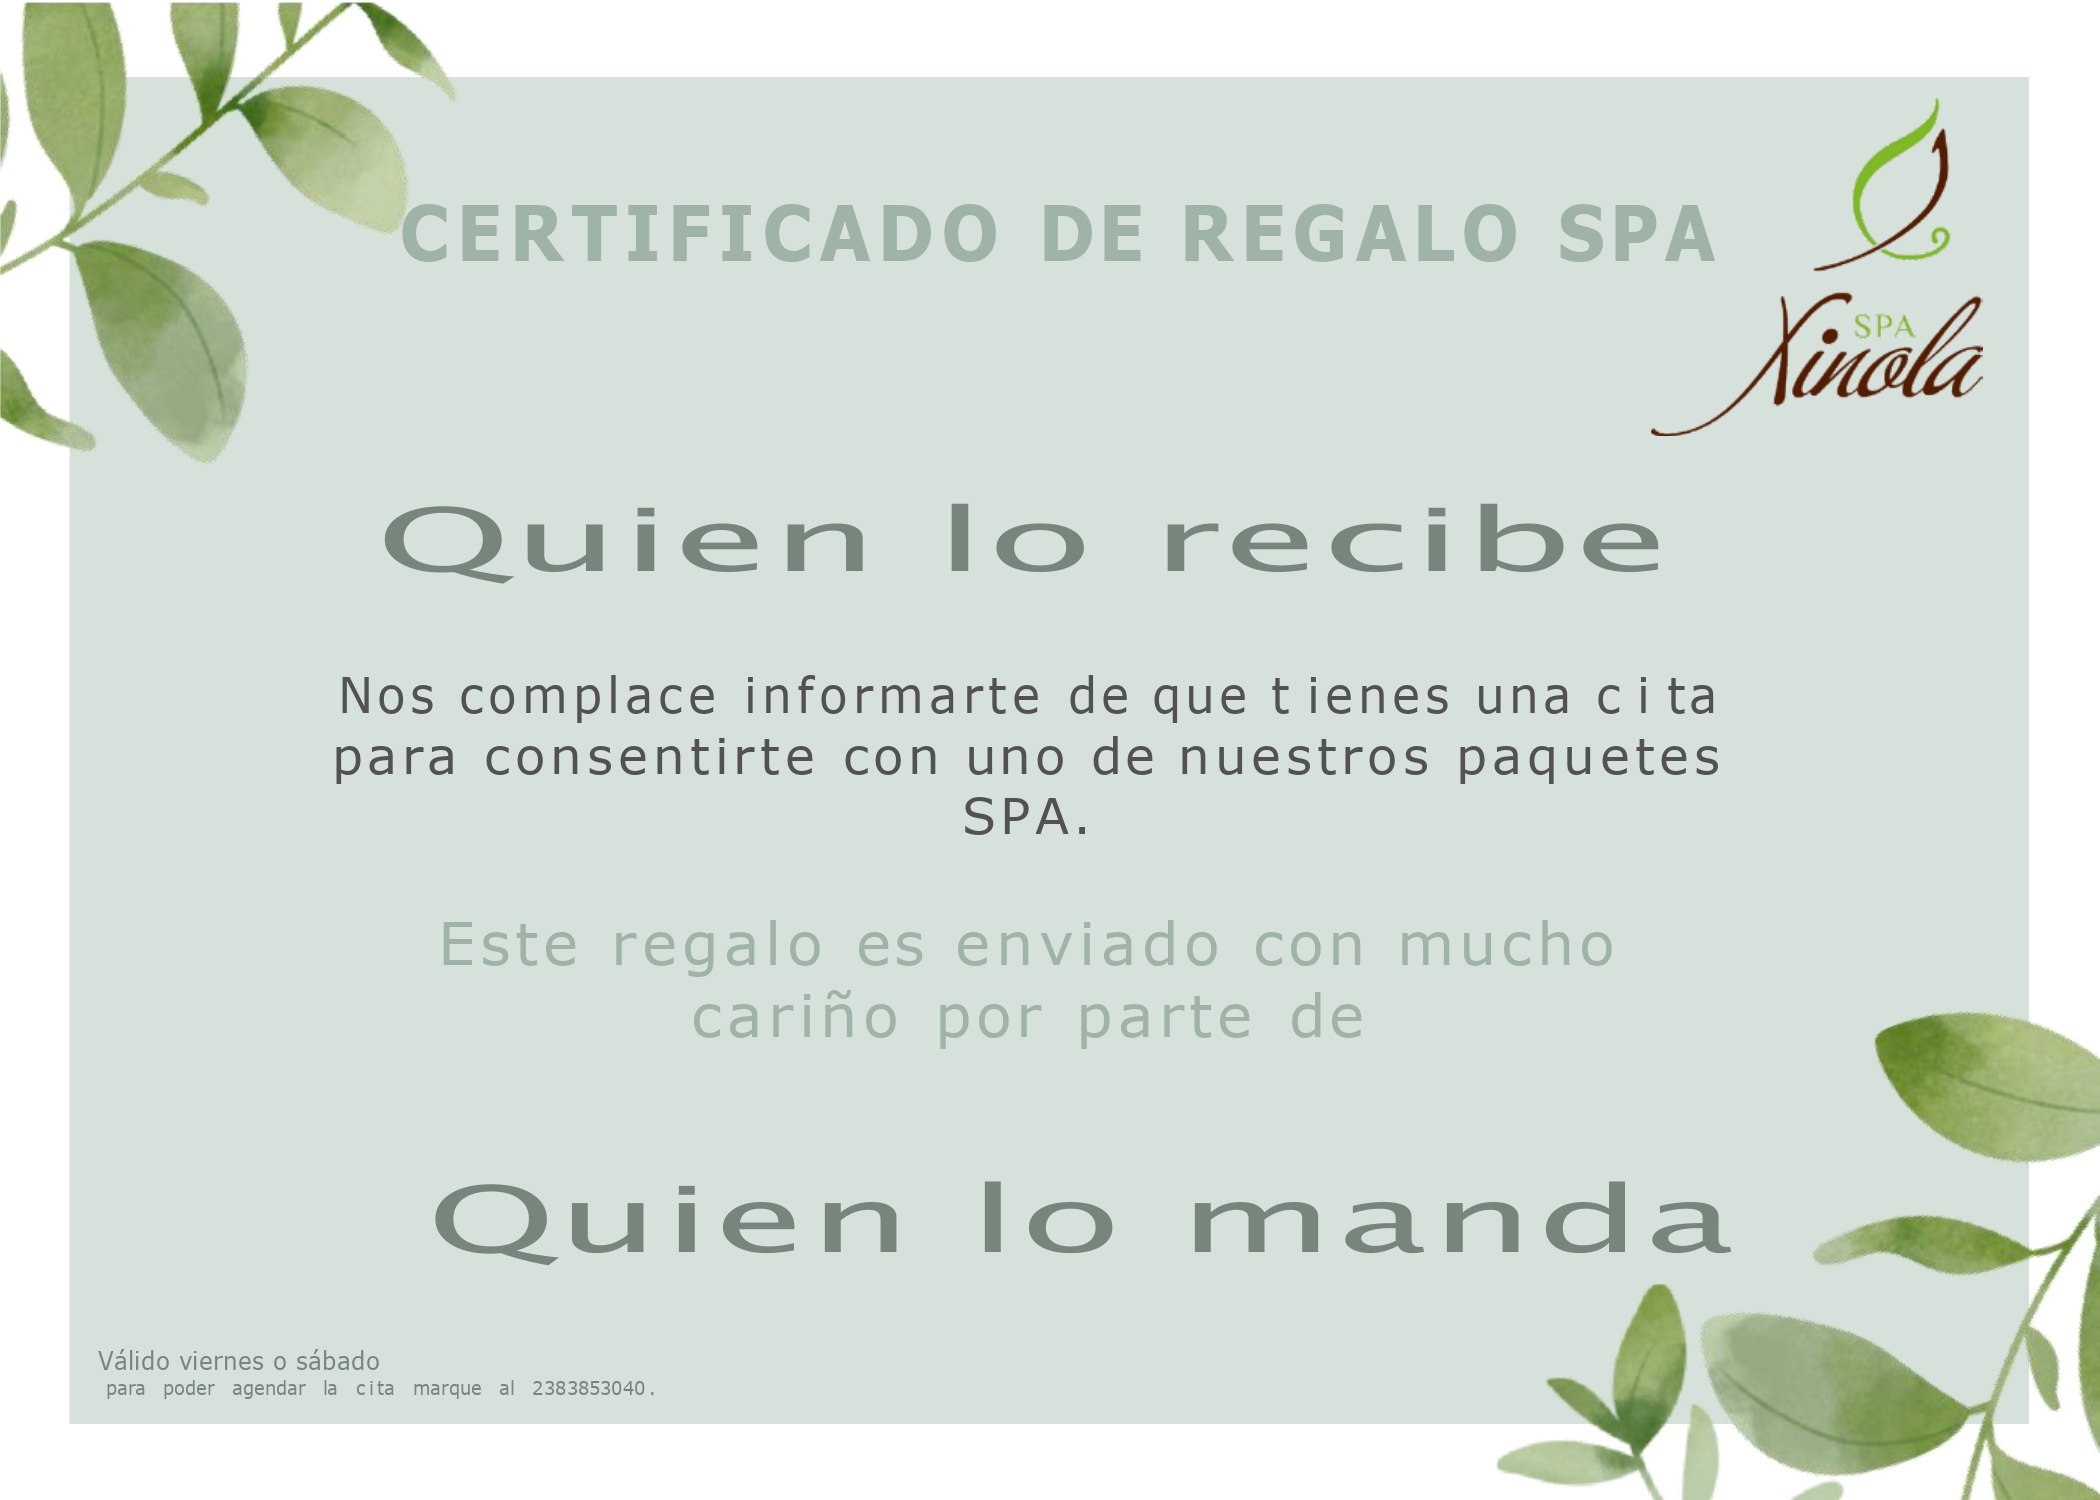 CERTIFICADO DE REGALO SPA
SPA
Xinola
Quien lo recibe
Nos complace informarte de que tienes una cita
para consentirte con uno de nuestros paquetes
SPA.
Este regalo es enviado con mucho
cariño por parte de
Quien lo manda
Válido viernes o sábado
para poder agendar la cita marque al 2383853040.